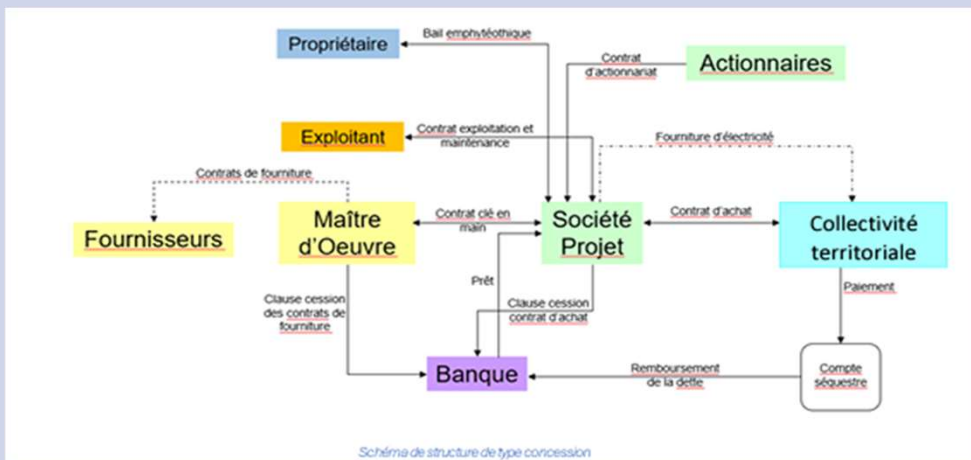 Propriétaire
Bail emphytéothique
Contrat
d'actionnariat
Actionnaires
Exploitant
Contrat exploitation et
maintenance
Fourniture d'électricité
Contrats de fourniture
Fournisseurs
Maître
d'Oeuvre
Contrat clé en
main
Société
Projet
Contrat d'achat
Collectivité
territoriale
Clause cession
des contrats de
fourniture
Prêt
Clause cession
contrat d'achat
Paiement
Banque
Remboursement
de la dette
Compte
séquestre
Schéma de structure de type concession